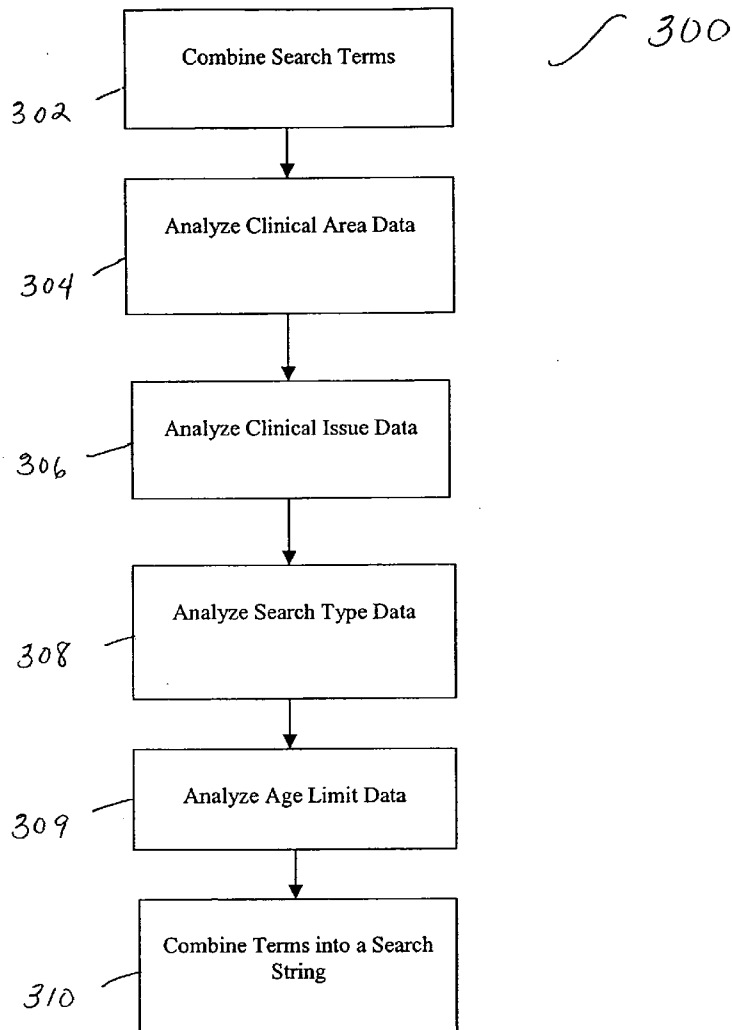 300
Combine Search Terms
302
Analyze Clinical Area Data
304
Analyze Clinical Issue Data
306
Analyze Search Type Data
308
Analyze Age Limit Data
309
Combine Terms into a Search
String
310